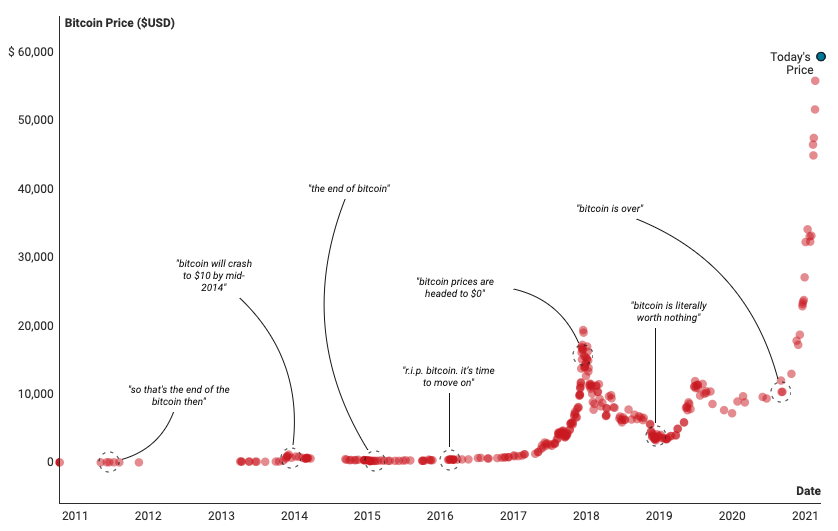 Bitcoin Price ($USD)
$ 60,000
Today's
Price
50,000
40,000
"the end of bitcoin"
"bitcoin is over"
30,000
"bitcoin will crash
to $10 by mid-
2014"
"bitcoin prices are
headed to $0"
"bitcoin is literally
worth nothing"
20,000
"r.i.p. bitcoin. it's time
to move on"
10,000
"so that's the end of the
bitcoin then"
0
Date
2011 2012 2013 2014 2015 2016 2017 2018 2019 2020 2021